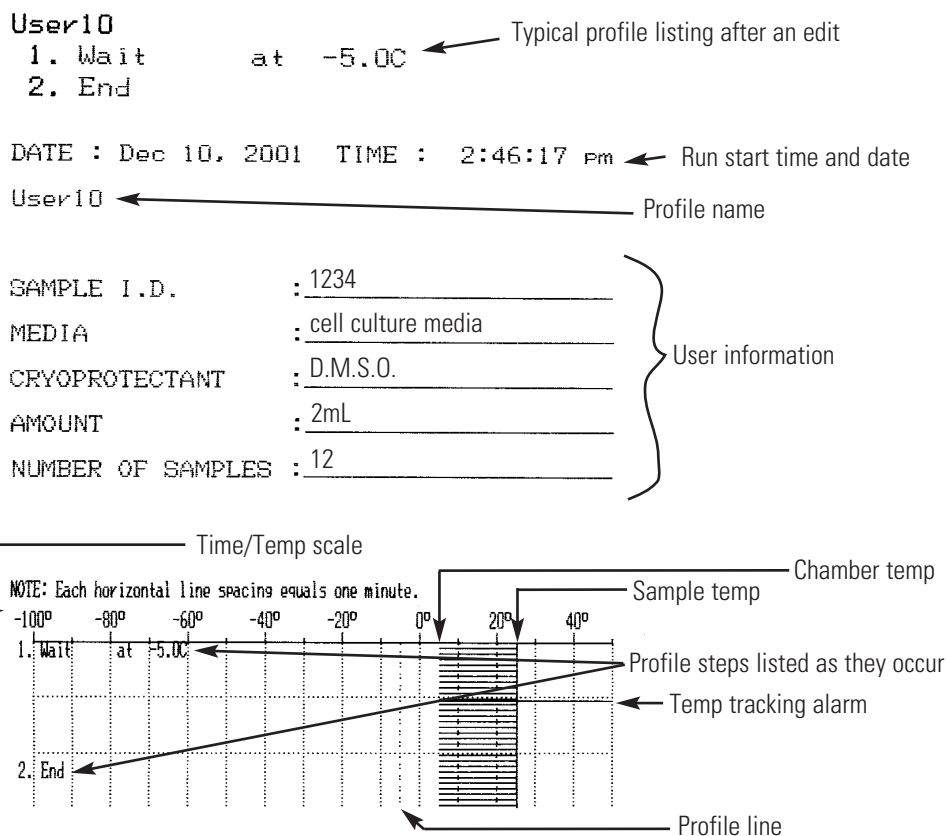 User10
1. Wait at -5.0C
Typical profile listing after an edit
2. End
DATE : Dec 10, 2001 TIME : 2:46:17 pm
Run start time and date
User10
Profile name
SAMPLE I.D. : 1234
MEDIA : cell culture media
CRYOPROTECTANT : D.M.S.O.
AMOUNT : 2mL
NUMBER OF SAMPLES : 12
User information
Time/Temp scale
Chamber temp
Sample temp
NOTE: Each horizontal line spacing equals one minute.
-100° -80° -60° -40° -20° 0° 20° 40°
1. Wait at -5.0C
Profile steps listed as they occur
Temp tracking alarm
2. End
Profile line